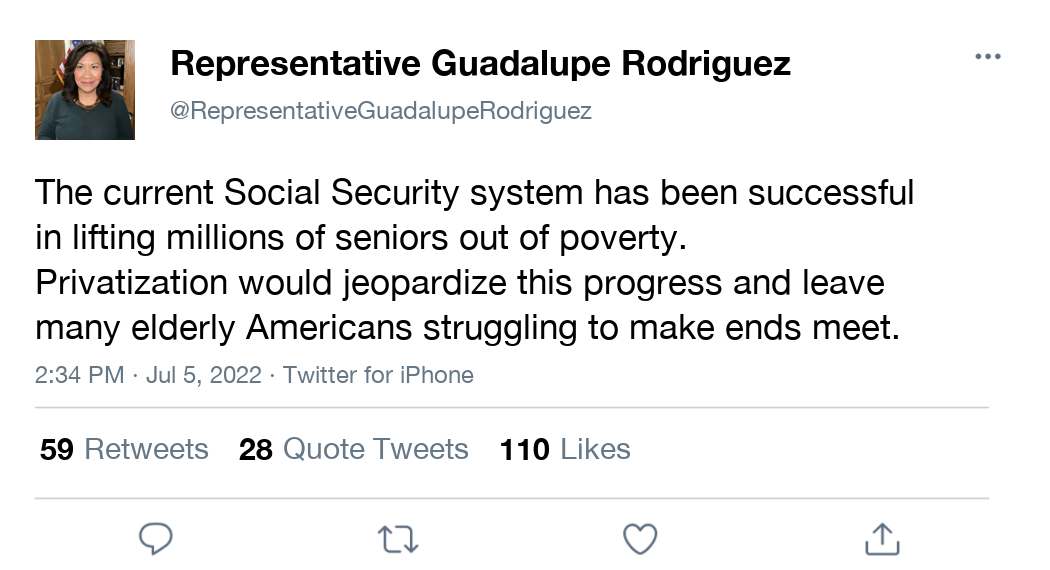 Representative Guadalupe Rodriguez
@RepresentativeGuadalupeRodriguez
The current Social Security system has been successful
in lifting millions of seniors out of poverty.
Privatization would jeopardize this progress and leave
many elderly Americans struggling to make ends meet.
2:34 PM · Jul 5, 2022 · Twitter for iPhone
59 Retweets 28 Quote Tweets 110 Likes